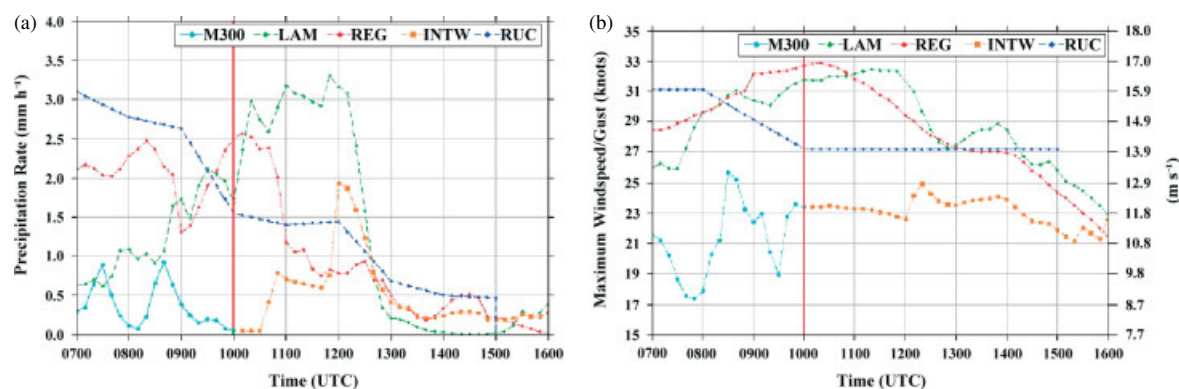 (a)
4.0
3.5
3.0
2.5
2.0
1.5
1.0
0.5
0.0
Precipitation Rate (mm h⁻¹)
M300 LAM REG INTW RUC
0700 0800 0900 1000 1100 1200 1300 1400 1500 1600
Time (UTC)
(b)
35
33
31
29
27
25
23
21
19
17
15
Maximum Windspeed/Gust (knots)
M300 LAM REG INTW RUC
18.0
17.0
15.9
14.9
13.9
12.9
11.8
10.8
9.8
8.7
7.7
(m s⁻¹)
0700 0800 0900 1000 1100 1200 1300 1400 1500 1600
Time (UTC)